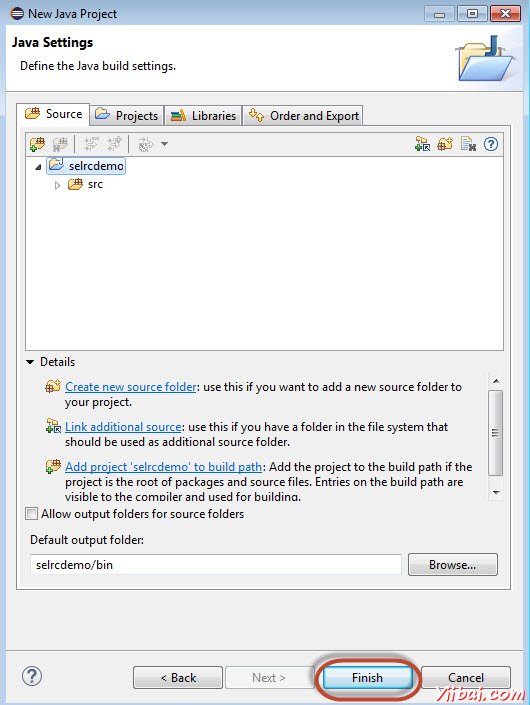 New Java Project
Java Settings
Define the Java build settings.
Source Projects Libraries Order and Export
selrcdemo
src
Details
Create new source folder: use this if you want to add a new source folder to
your project.
Link additional source: use this if you have a folder in the file system that
should be used as additional source folder.
Add project 'selrcdemo' to build path: Add the project to the build path if the
project is the root of packages and source files. Entries on the build path are
visible to the compiler and used for building.
Allow output folders for source folders
Default output folder:
selrcdemo/bin Browse...
< Back Next > Finish Cancel
Yiibai.com